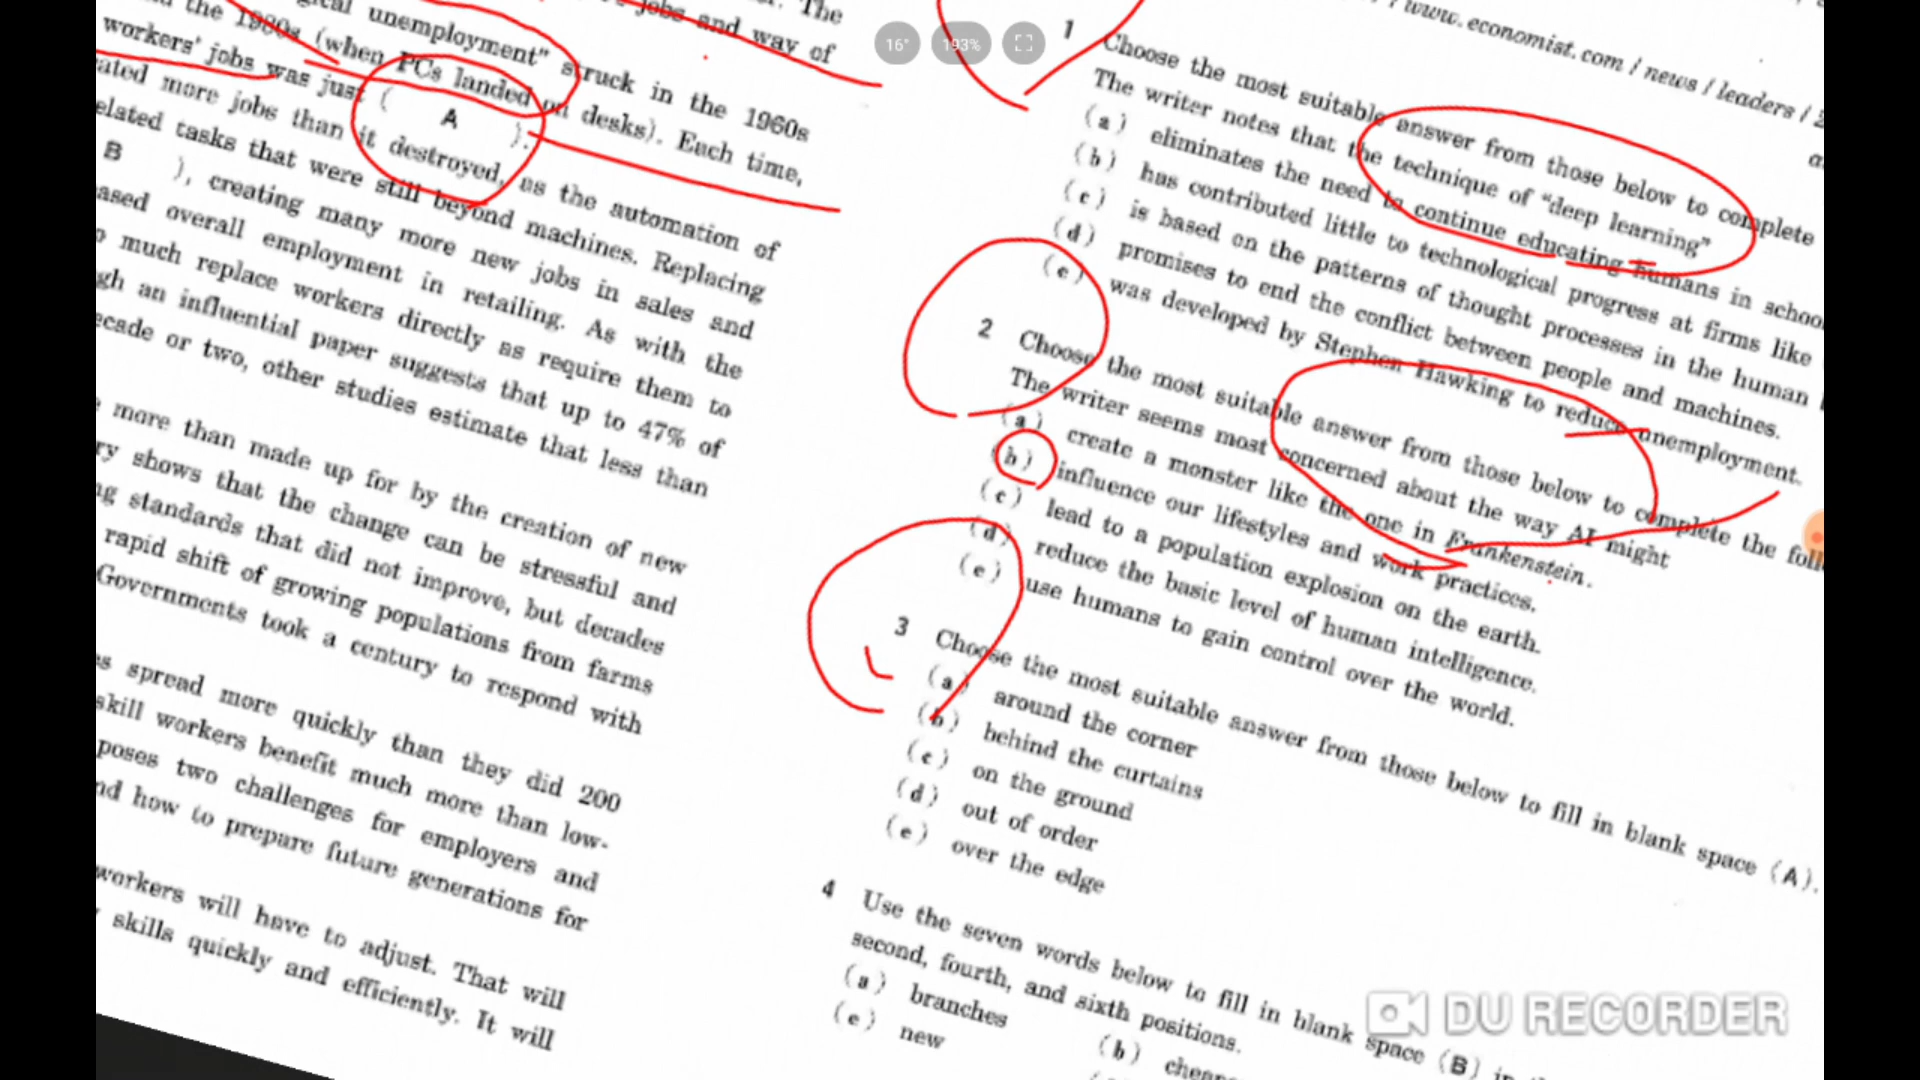 ical unemployment" struck in the 1960s
the 1980s (when PCs landed on desks). Each time,
workers' jobs was just ( A ).
ated more jobs than it destroyed, as the automation of
elated tasks that were still beyond machines. Replacing
B ), creating many more new jobs in sales and
ased overall employment in retailing. As with the
o much replace workers directly as require them to
gh an influential paper suggests that up to 47% of
ecade or two, other studies estimate that less than
more than made up for by the creation of new
ry shows that the change can be stressful and
ng standards that did not improve, but decades
rapid shift of growing populations from farms
Governments took a century to respond with
es spread more quickly than they did 200
skill workers benefit much more than low-
poses two challenges for employers and
nd how to prepare future generations for
workers will have to adjust. That will
skills quickly and efficiently. It will
The
jobs and way of
16°
193%
www.economist.com / news / leaders /
1 Choose the most suitable answer from those below to complete
The writer notes that the technique of "deep learning"
(a) eliminates the need to continue educating humans in
(b) has contributed little to technological progress at firms like
(c) is based on the patterns of thought processes in the human
(d) promises to end the conflict between people and machines.
(e) was developed by Stephen Hawking to reduce unemployment.
2 Choose the most suitable answer from those below to complete the
The writer seems most concerned about the way AI might
(a) create a monster like the one in Frankenstein.
(b) influence our lifestyles and work practices.
(c) lead to a population explosion on the earth.
(d) reduce the basic level of human intelligence.
(e) use humans to gain control over the world.
3 Choose the most suitable answer from those below to fill in blank space (A).
(a) around the corner
(b) behind the curtains
(c) on the ground
(d) out of order
(e) over the edge
4 Use the seven words below to fill in blank space (B)
second, fourth, and sixth positions.
(a) branches
(b)
(e) new
DU RECORDER